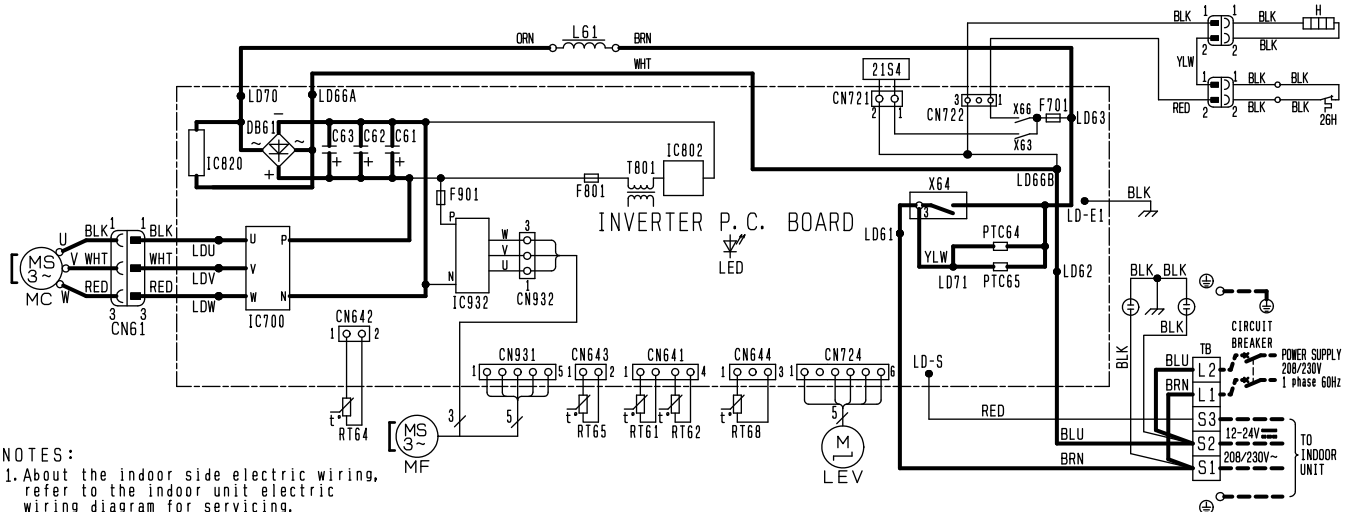 ORN L61 BRN
WHT
BLK 1 1 BLK H
2 2 BLK
YLW
1 1 BLK BLK
RED 2 2 BLK BLK
26H
21S4
CN721
2 1
3 1
CN722
X66 F701 LD63
X63
LD70 LD66A
DB61
− ~ ~ +
IC820
C63 C62 C61
+ + +
T801 IC802
F801
F901
INVERTER P.C. BOARD
LED
LD66B
LD-E1 BLK
X64
3
LD61
PTC64
YLW
LD71 PTC65
LD62
U BLK 1 1 BLK LDU U P
MS 3~ V WHT WHT LDV V
W RED 3 3 RED LDW W N
MC CN61 IC700
P W 3
V
N U 1
IC932 CN932
CN642
1 2
t°
RT64
CN931
1 5
3 5
MS 3~
MF
CN643
1 2
t°
RT65
CN641
1 4
t° t°
RT61 RT62
CN644
1 3
t°
RT68
CN724
1 6
5
M
LEV
LD-S
RED
BLK BLK
BLK
BLK
CIRCUIT
BREAKER
TB
BLU L2
BRN L1
S3
BLU S2
BRN S1
POWER SUPPLY
208/230V
1 phase 60Hz
12-24V
208/230V~
TO
INDOOR
UNIT
NOTES:
1. About the indoor side electric wiring,
refer to the indoor unit electric
wiring diagram for servicing.